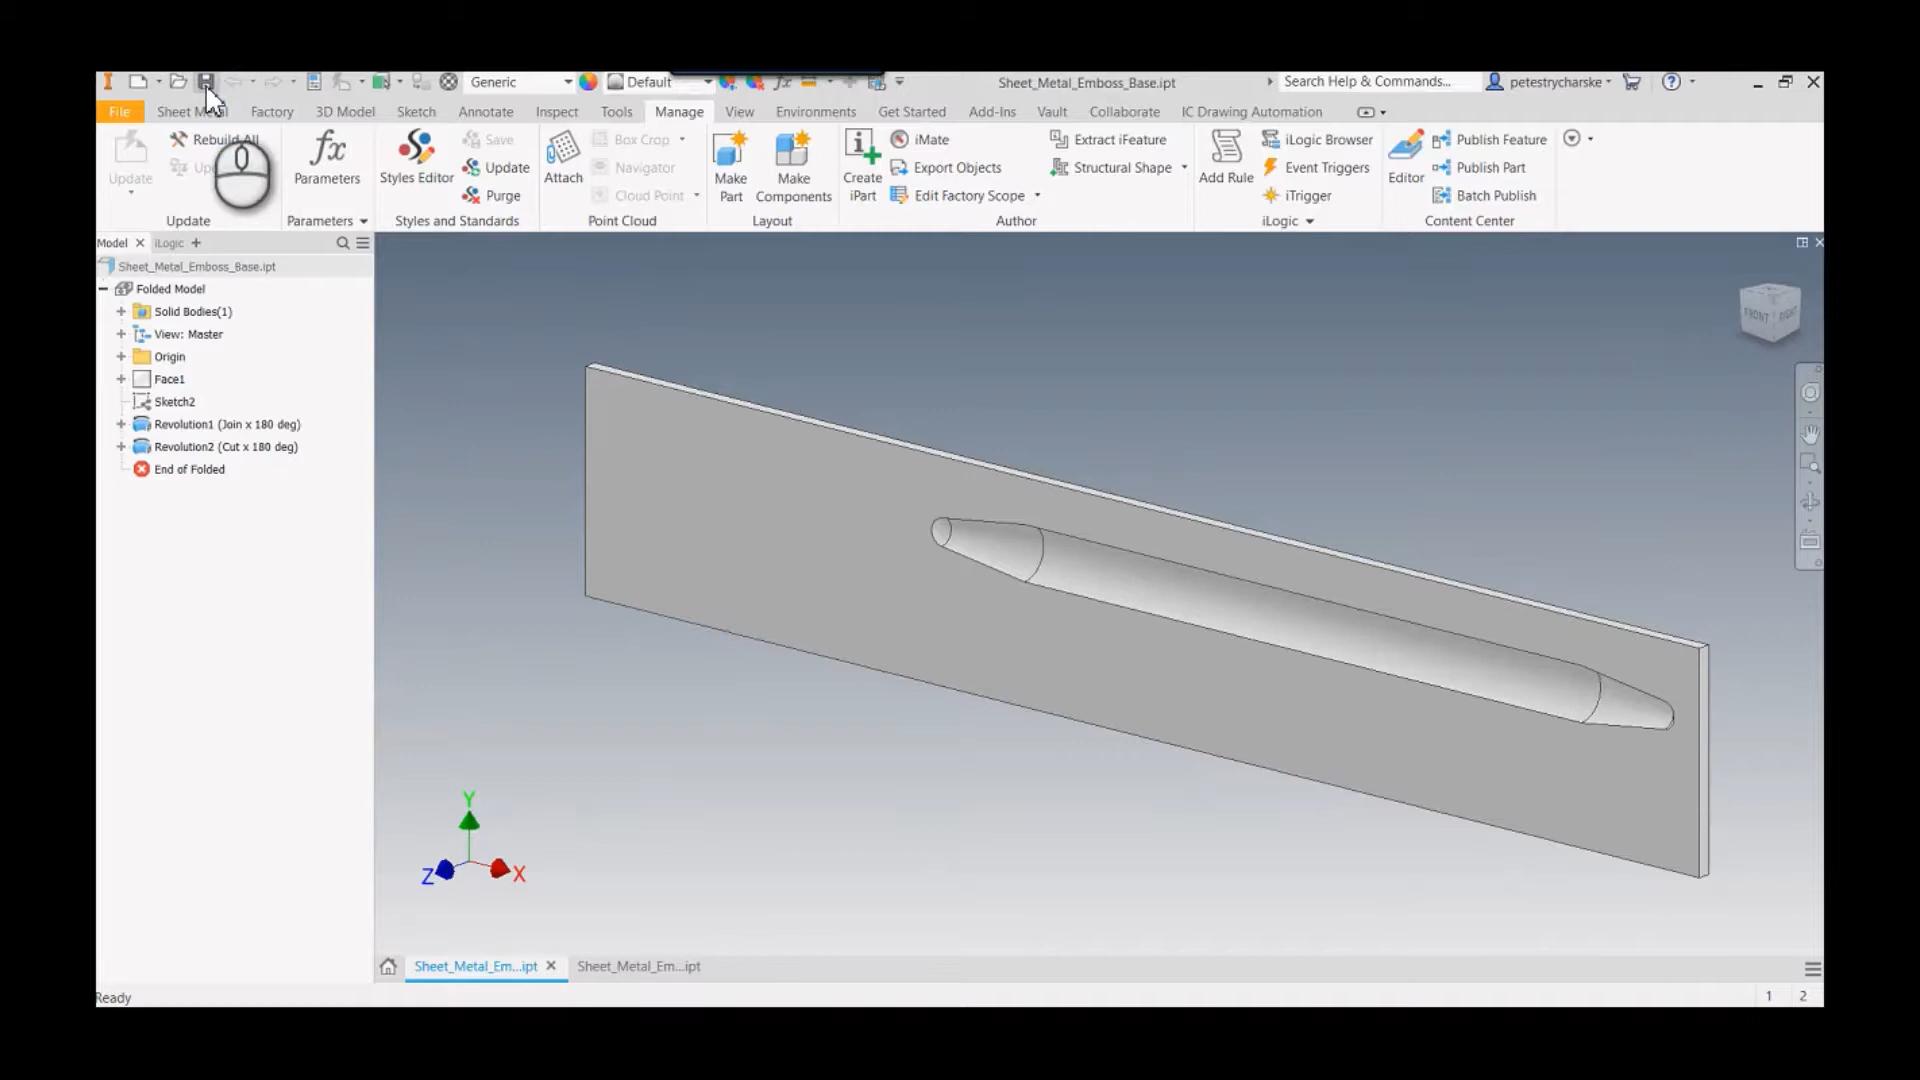 Generic Default Sheet_Metal_Emboss_Base.ipt Search Help & Commands... petestrycharske
File Sheet Factory 3D Model Sketch Annotate Inspect Tools Manage View Environments Get Started Add-Ins Vault Collaborate IC Drawing Automation
Rebuild All Box Crop iMate Extract iFeature iLogic Browser Publish Feature
Update Parameters Styles Editor Save Update Purge Attach Navigator Cloud Point Make Part Make Components Create iPart Export Objects Edit Factory Scope Structural Shape Add Rule Event Triggers iTrigger Editor Publish Part Batch Publish
Update Parameters Styles and Standards Point Cloud Layout Author iLogic Content Center
Model iLogic
Sheet_Metal_Emboss_Base.ipt
Folded Model
Solid Bodies(1)
View: Master
Origin
Face1
Sketch2
Revolution1 (Join x 180 deg)
Revolution2 (Cut x 180 deg)
End of Folded
FRONT RIGHT
Y
Z X
Sheet_Metal_Em...ipt Sheet_Metal_Em...ipt
Ready 1 2